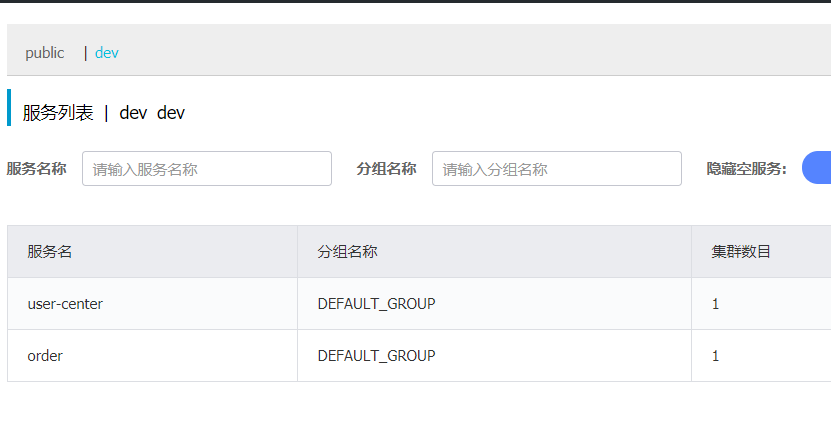 public | dev
服务列表 | dev dev
服务名称 请输入服务名称 分组名称 请输入分组名称 隐藏空服务:
服务名 分组名称 集群数目
user-center DEFAULT_GROUP 1
order DEFAULT_GROUP 1